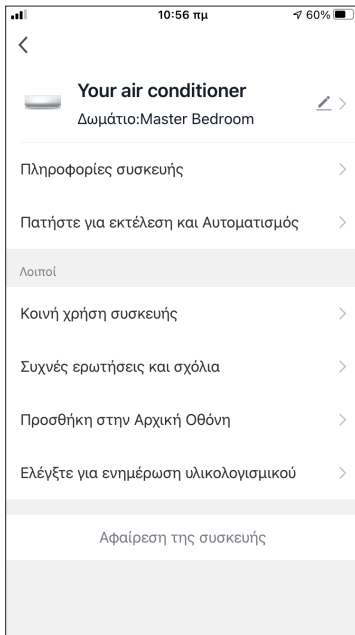 10:56 πμ
60%
Your air conditioner
Δωμάτιο:Master Bedroom
Πληροφορίες συσκευής
Πατήστε για εκτέλεση και Αυτοματισμός
Λοιποί
Κοινή χρήση συσκευής
Συχνές ερωτήσεις και σχόλια
Προσθήκη στην Αρχική Οθόνη
Ελέγξτε για ενημέρωση υλικολογισμικού
Αφαίρεση της συσκευής